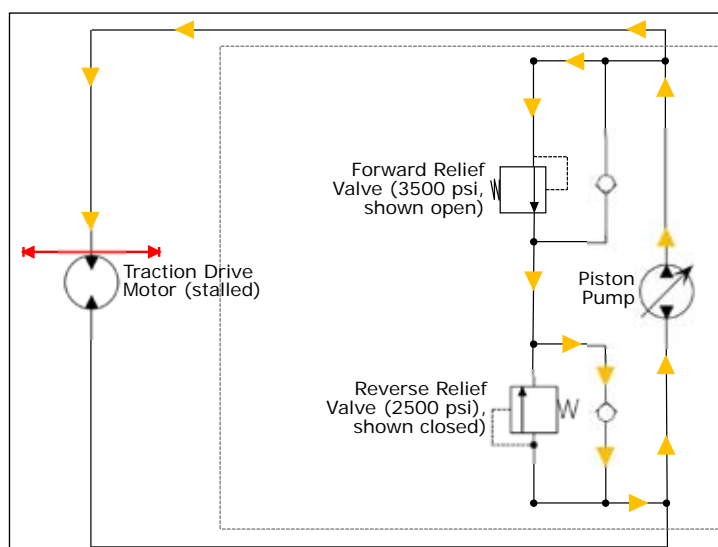 Forward Relief
Valve (3500 psi,
shown open)
Traction Drive
Motor (stalled)
Piston
Pump
Reverse Relief
Valve (2500 psi),
shown closed)